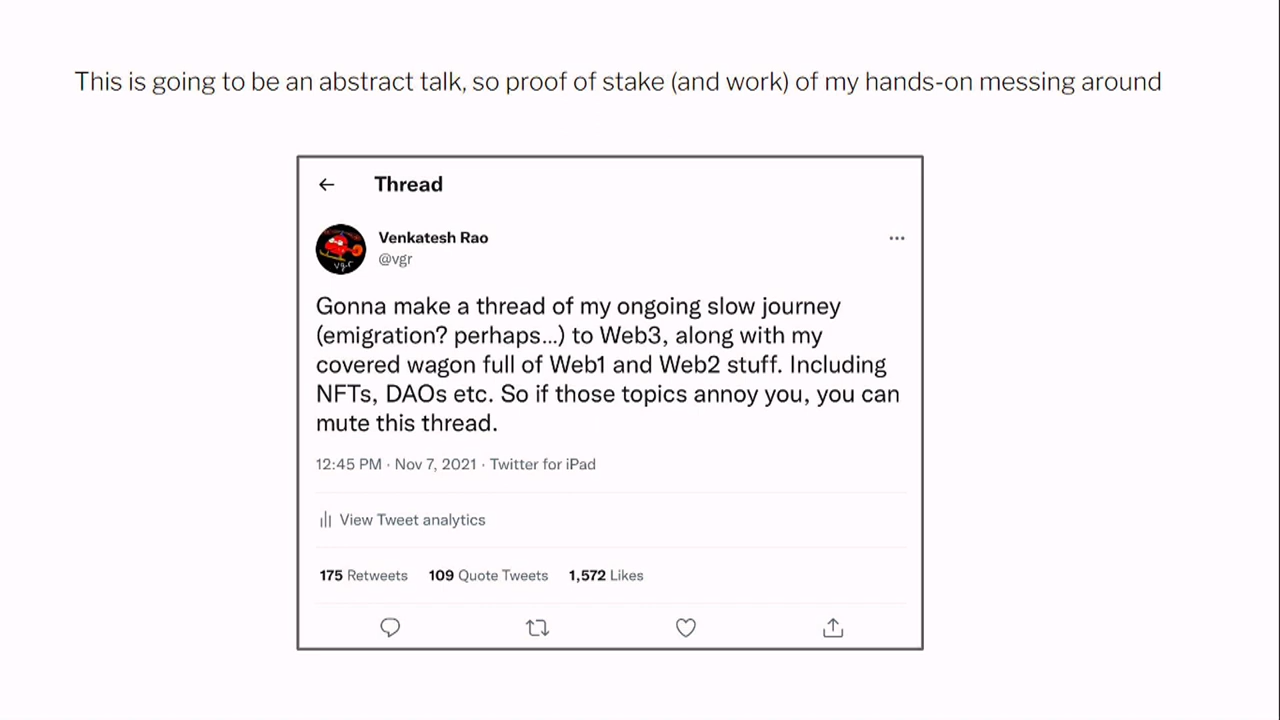 This is going to be an abstract talk, so proof of stake (and work) of my hands-on messing around
Thread
Venkatesh Rao
@vgr
Gonna make a thread of my ongoing slow journey
(emigration? perhaps...) to Web3, along with my
covered wagon full of Web1 and Web2 stuff. Including
NFTs, DAOs etc. So if those topics annoy you, you can
mute this thread.
12:45 PM · Nov 7, 2021 · Twitter for iPad
View Tweet analytics
175 Retweets 109 Quote Tweets 1,572 Likes